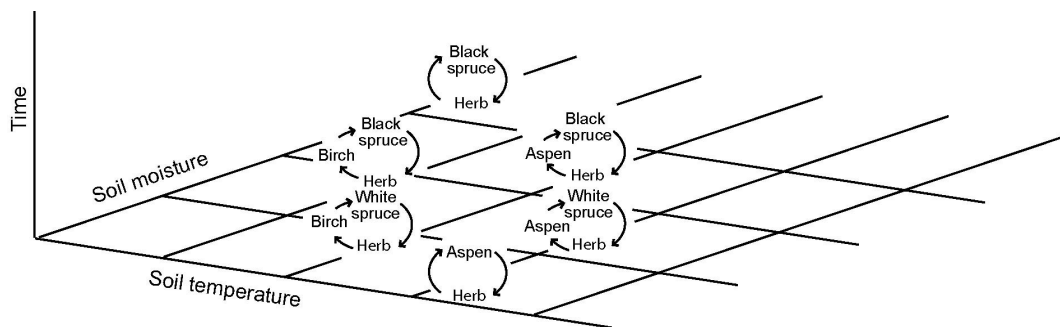 Time
Soil moisture
Soil temperature
Black
spruce
Herb
Black
spruce
Birch
Herb
Black
spruce
Aspen
Herb
White
spruce
Birch
Herb
White
spruce
Aspen
Herb
Aspen
Herb